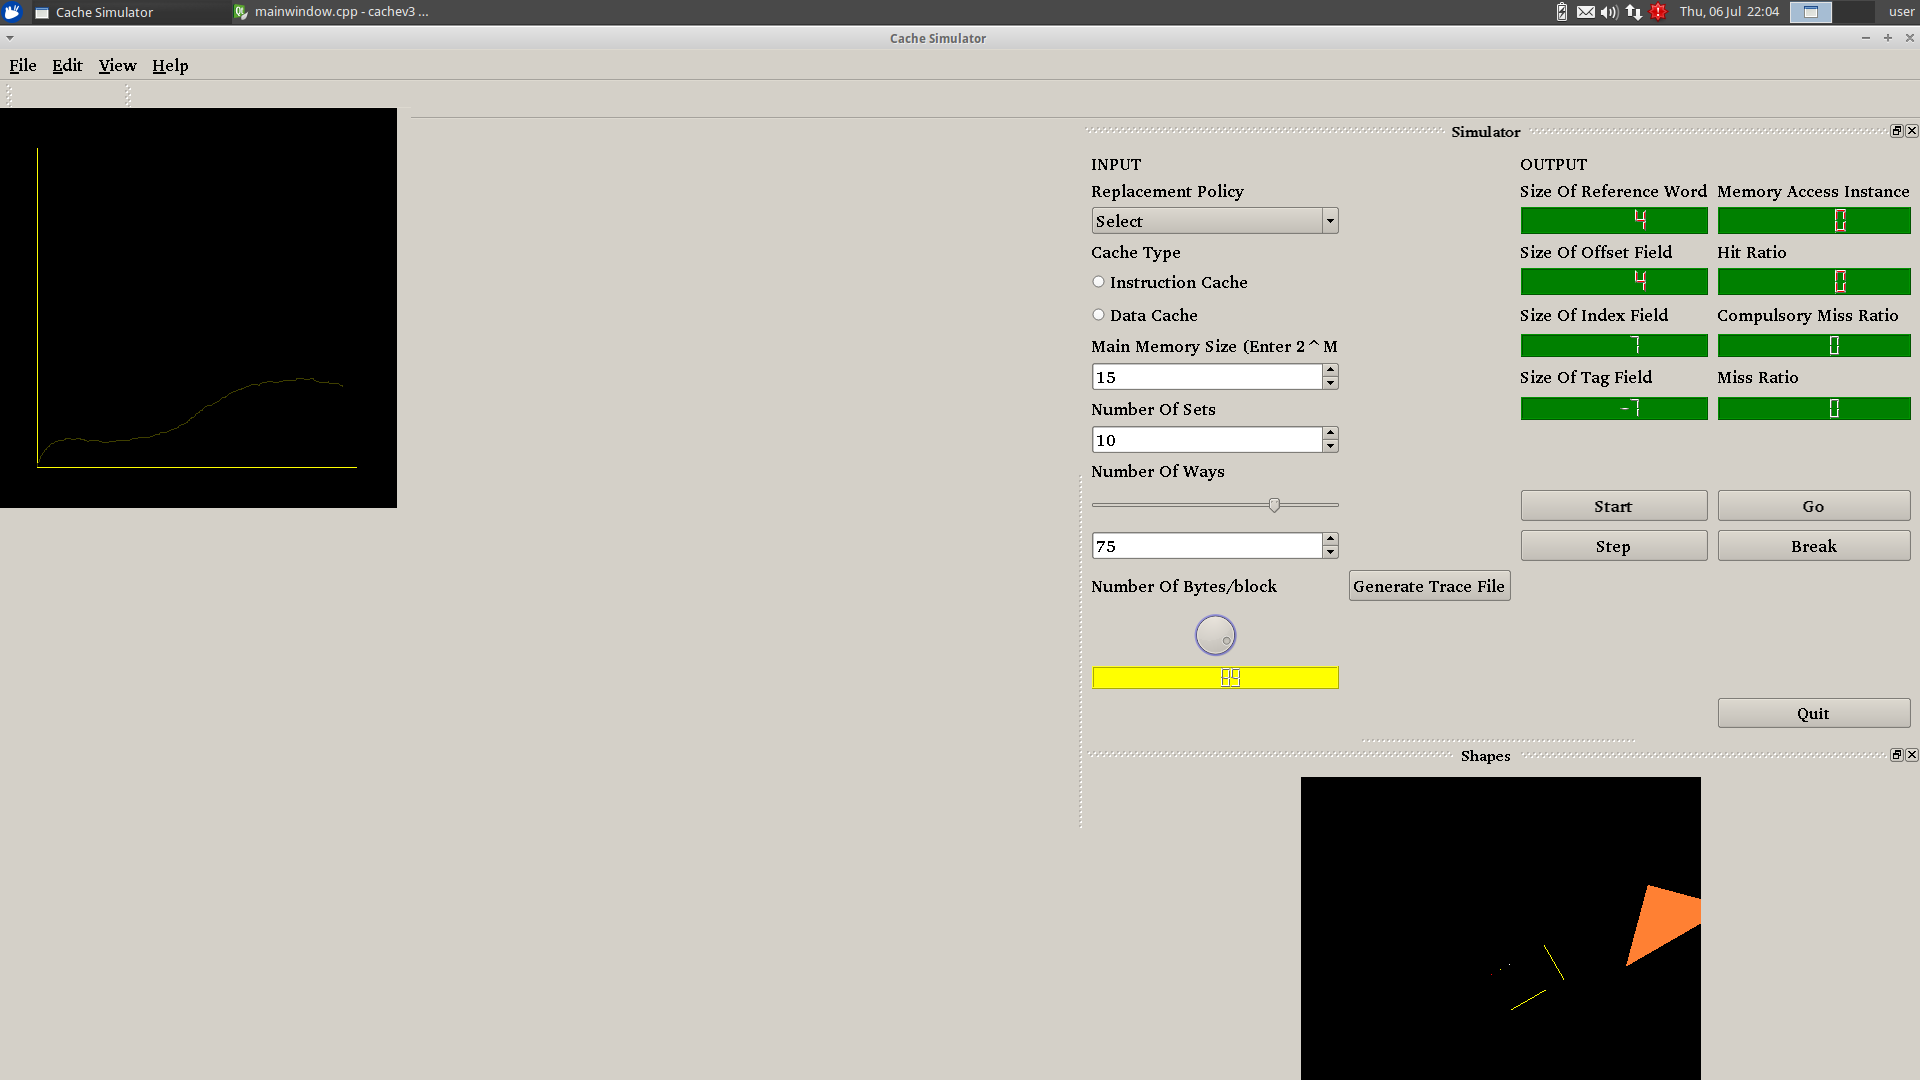 Cache Simulator
mainwindow.cpp - cachev3 ...
Thu, 06 Jul 22:04
user
Cache Simulator
File Edit View Help
Simulator
INPUT
Replacement Policy
Select
Cache Type
Instruction Cache
Data Cache
Main Memory Size (Enter 2^M
15
Number Of Sets
10
Number Of Ways
75
Number Of Bytes/block
89
Generate Trace File
OUTPUT
Size Of Reference Word
4
Size Of Offset Field
4
Size Of Index Field
7
Size Of Tag Field
-7
Memory Access Instance
0
Hit Ratio
0
Compulsory Miss Ratio
0
Miss Ratio
0
Start
Go
Step
Break
Quit
Shapes